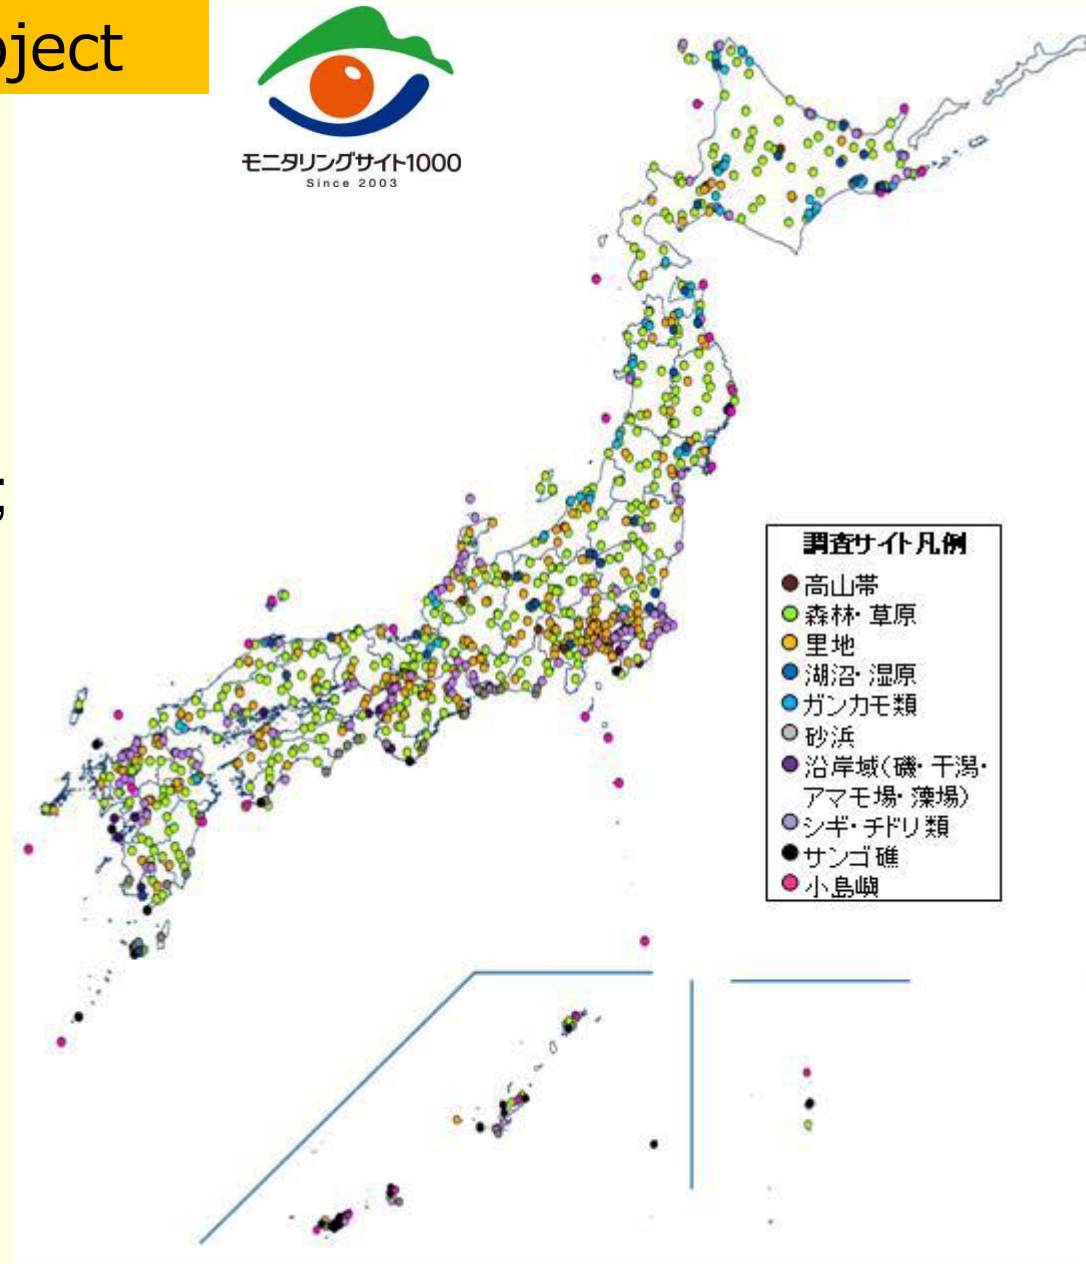 oject
モニタリングサイト1000
Since 2003
;
調査サイト凡例
高山帯
森林・草原
里地
湖沼・湿原
ガンカモ類
砂浜
沿岸域(磯・干潟・
アマモ場・藻場)
シギ・チドリ類
サンゴ礁
小島嶼